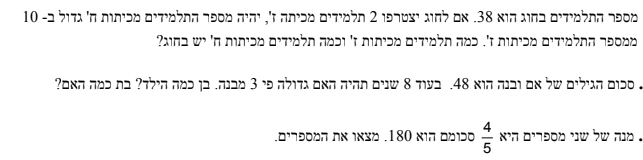 מספר התלמידים בחוג הוא 38. אם לחוג יצטרפו 2 תלמידים מכיתה ז', יהיה מספר התלמידים מכיתות ח' גדול ב- 10
ממספר התלמידים מכיתות ז'. כמה תלמידים מכיתות ז' וכמה תלמידים מכיתות ח' יש בחוג?
. סכום הגילים של אם ובנה הוא 48. בעוד 8 שנים תהיה האם גדולה פי 3 מבנה. בן כמה הילד? בת כמה האם?
. מנה של שני מספרים היא 4/5 סכומם הוא 180. מצאו את המספרים.